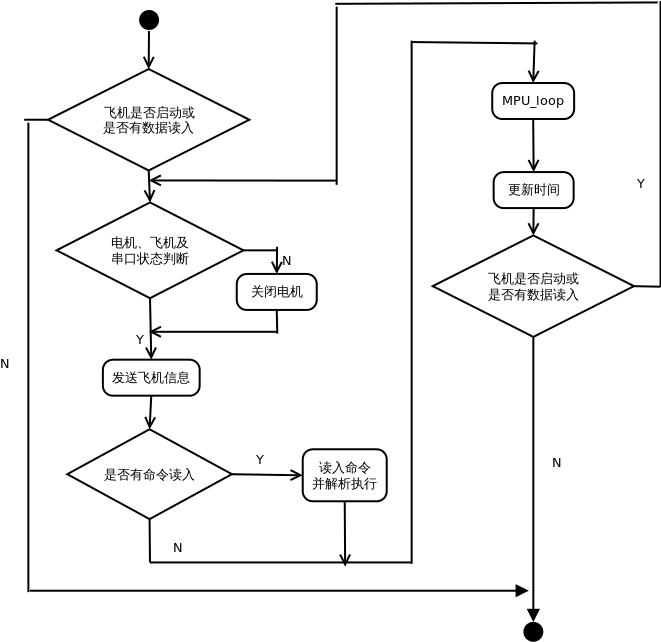 飞机是否启动或
是否有数据读入
电机、飞机及
串口状态判断
N
关闭电机
Y
发送飞机信息
N
是否有命令读入
Y
读入命令
并解析执行
N
MPU_loop
更新时间
Y
飞机是否启动或
是否有数据读入
N